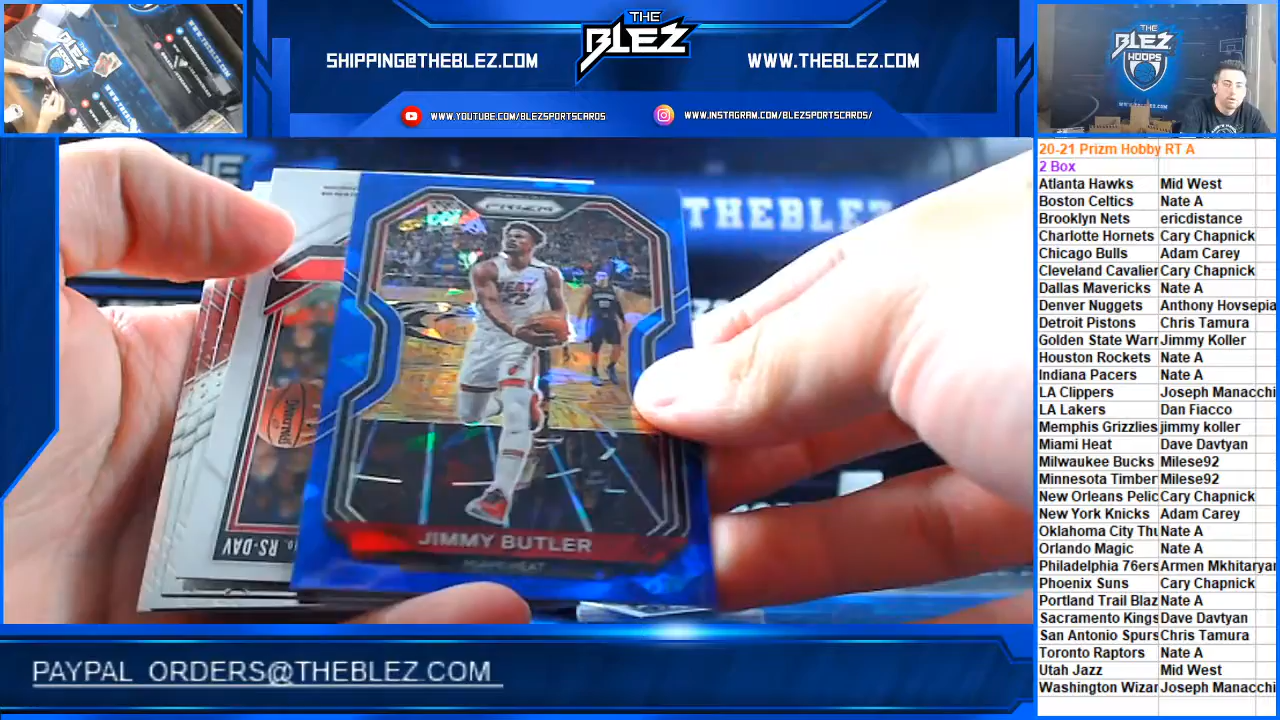 THE
BLEZ
SHIPPING@THEBLEZ.COM
WWW.THEBLEZ.COM
WWW.YOUTUBE.COM/BLEZSPORTSCARDS
WWW.INSTAGRAM.COM/BLEZSPORTSCARDS/
THE
BLEZ
HOOPS
THEBLEZ
PRIZM
HEAT
JIMMY BUTLER
MIAMI HEAT
SPALDING
RS-DAV
PAYPAL ORDERS@THEBLEZ.COM
20-21 Prizm Hobby RT A
2 Box
Atlanta Hawks Mid West
Boston Celtics Nate A
Brooklyn Nets ericdistance
Charlotte Hornets Cary Chapnick
Chicago Bulls Adam Carey
Cleveland Cavalier Cary Chapnick
Dallas Mavericks Nate A
Denver Nuggets Anthony Hovsepia
Detroit Pistons Chris Tamura
Golden State Warr Jimmy Koller
Houston Rockets Nate A
Indiana Pacers Nate A
LA Clippers Joseph Manacchi
LA Lakers Dan Fiacco
Memphis Grizzlies jimmy koller
Miami Heat Dave Davtyan
Milwaukee Bucks Milese92
Minnesota Timber Milese92
New Orleans Pelic Cary Chapnick
New York Knicks Adam Carey
Oklahoma City Thu Nate A
Orlando Magic Nate A
Philadelphia 76ers Armen Mkhitaryan
Phoenix Suns Cary Chapnick
Portland Trail Blaz Nate A
Sacramento Kings Dave Davtyan
San Antonio Spurs Chris Tamura
Toronto Raptors Nate A
Utah Jazz Mid West
Washington Wizar Joseph Manacchi